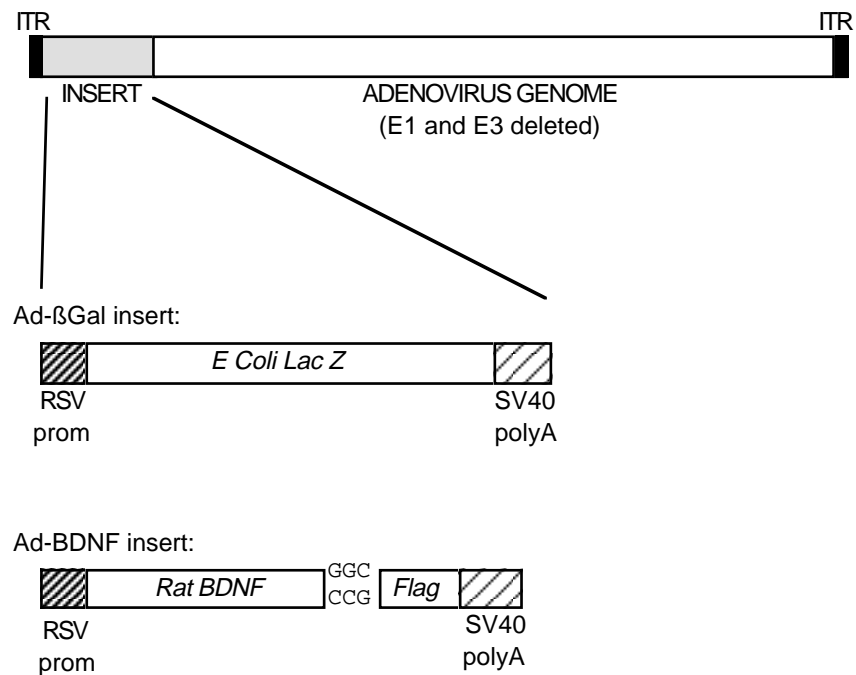 ITR ITR
INSERT ADENOVIRUS GENOME
(E1 and E3 deleted)
Ad-ßGal insert:
E Coli Lac Z
RSV
prom
SV40
polyA
Ad-BDNF insert:
Rat BDNF
GGC
CCG
Flag
RSV
prom
SV40
polyA